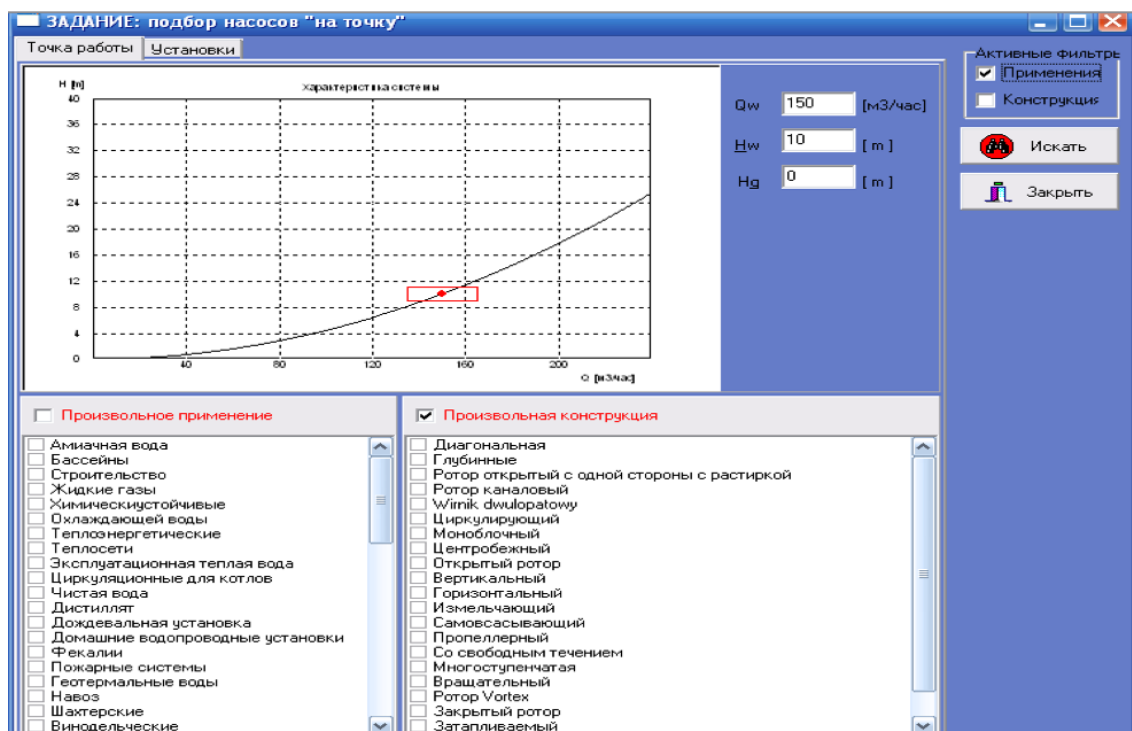 ЗАДАНИЕ: подбор насосов "на точку"
Точка работы Установки
H [m]
Характеристика системы
40
36
32
28
24
20
16
12
8
4
0
40 80 120 160 200
Q [м3/час]
Qw 150 [м3/час]
Hw 10 [ m ]
Hg 0 [ m ]
Активные фильтры
Применения
Конструкция
Искать
Закрыть
Произвольное применение
Амиачная вода
Бассейны
Строительство
Жидкие газы
Химическиустойчивые
Охлаждающей воды
Теплоэнергетические
Теплосети
Эксплуатационная теплая вода
Циркуляционные для котлов
Чистая вода
Дистиллят
Дождевальная установка
Домашние водопроводные установки
Фекалии
Пожарные системы
Геотермальные воды
Навоз
Шахтерские
Винодельческие
Произвольная конструкция
Диагональная
Глубинные
Ротор открытый с одной стороны с растиркой
Ротор каналовый
Wirnik dwulopatowy
Циркулирующий
Моноблочный
Центробежный
Открытый ротор
Вертикальный
Горизонтальный
Измельчающий
Самовсасывающий
Пропеллерный
Со свободным течением
Многоступенчатая
Вращательный
Ротор Vortex
Закрытый ротор
Затапливаемый